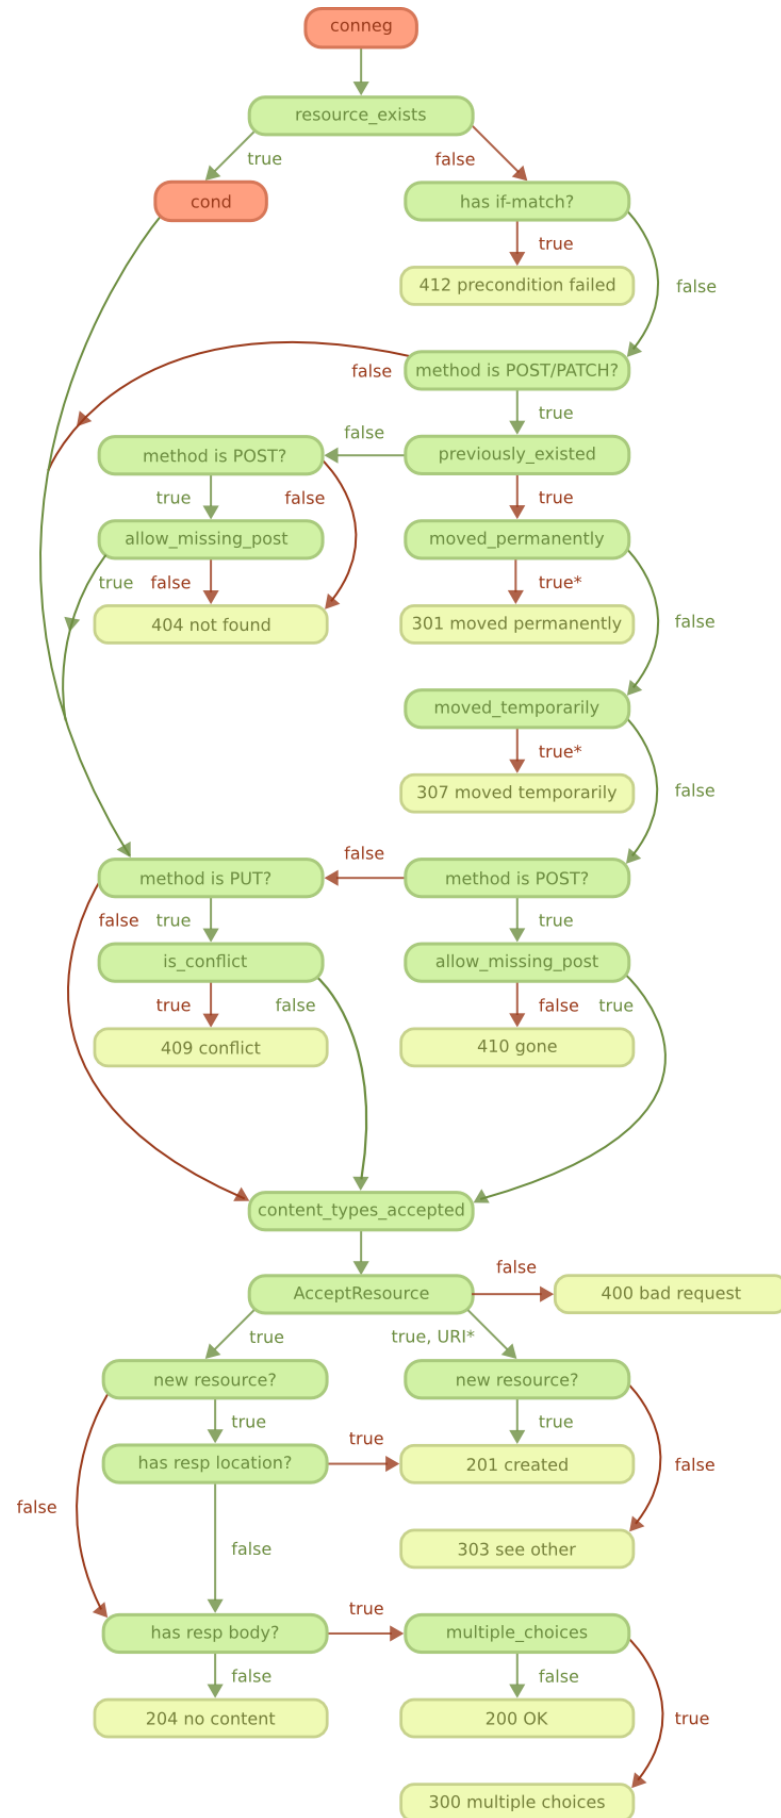 conneg
resource_exists
true
false
cond
has if-match?
true
412 precondition failed
false
method is POST/PATCH?
false
true
false
method is POST?
previously_existed
true
false
true
allow_missing_post
moved_permanently
true
false
true*
404 not found
301 moved permanently
false
moved_temporarily
true*
307 moved temporarily
false
false
method is PUT?
method is POST?
false
true
true
is_conflict
allow_missing_post
true
false
false
true
409 conflict
410 gone
content_types_accepted
AcceptResource
false
400 bad request
true
true, URI*
new resource?
new resource?
true
true
has resp location?
true
201 created
false
false
false
303 see other
has resp body?
true
multiple_choices
false
false
204 no content
200 OK
true
300 multiple choices